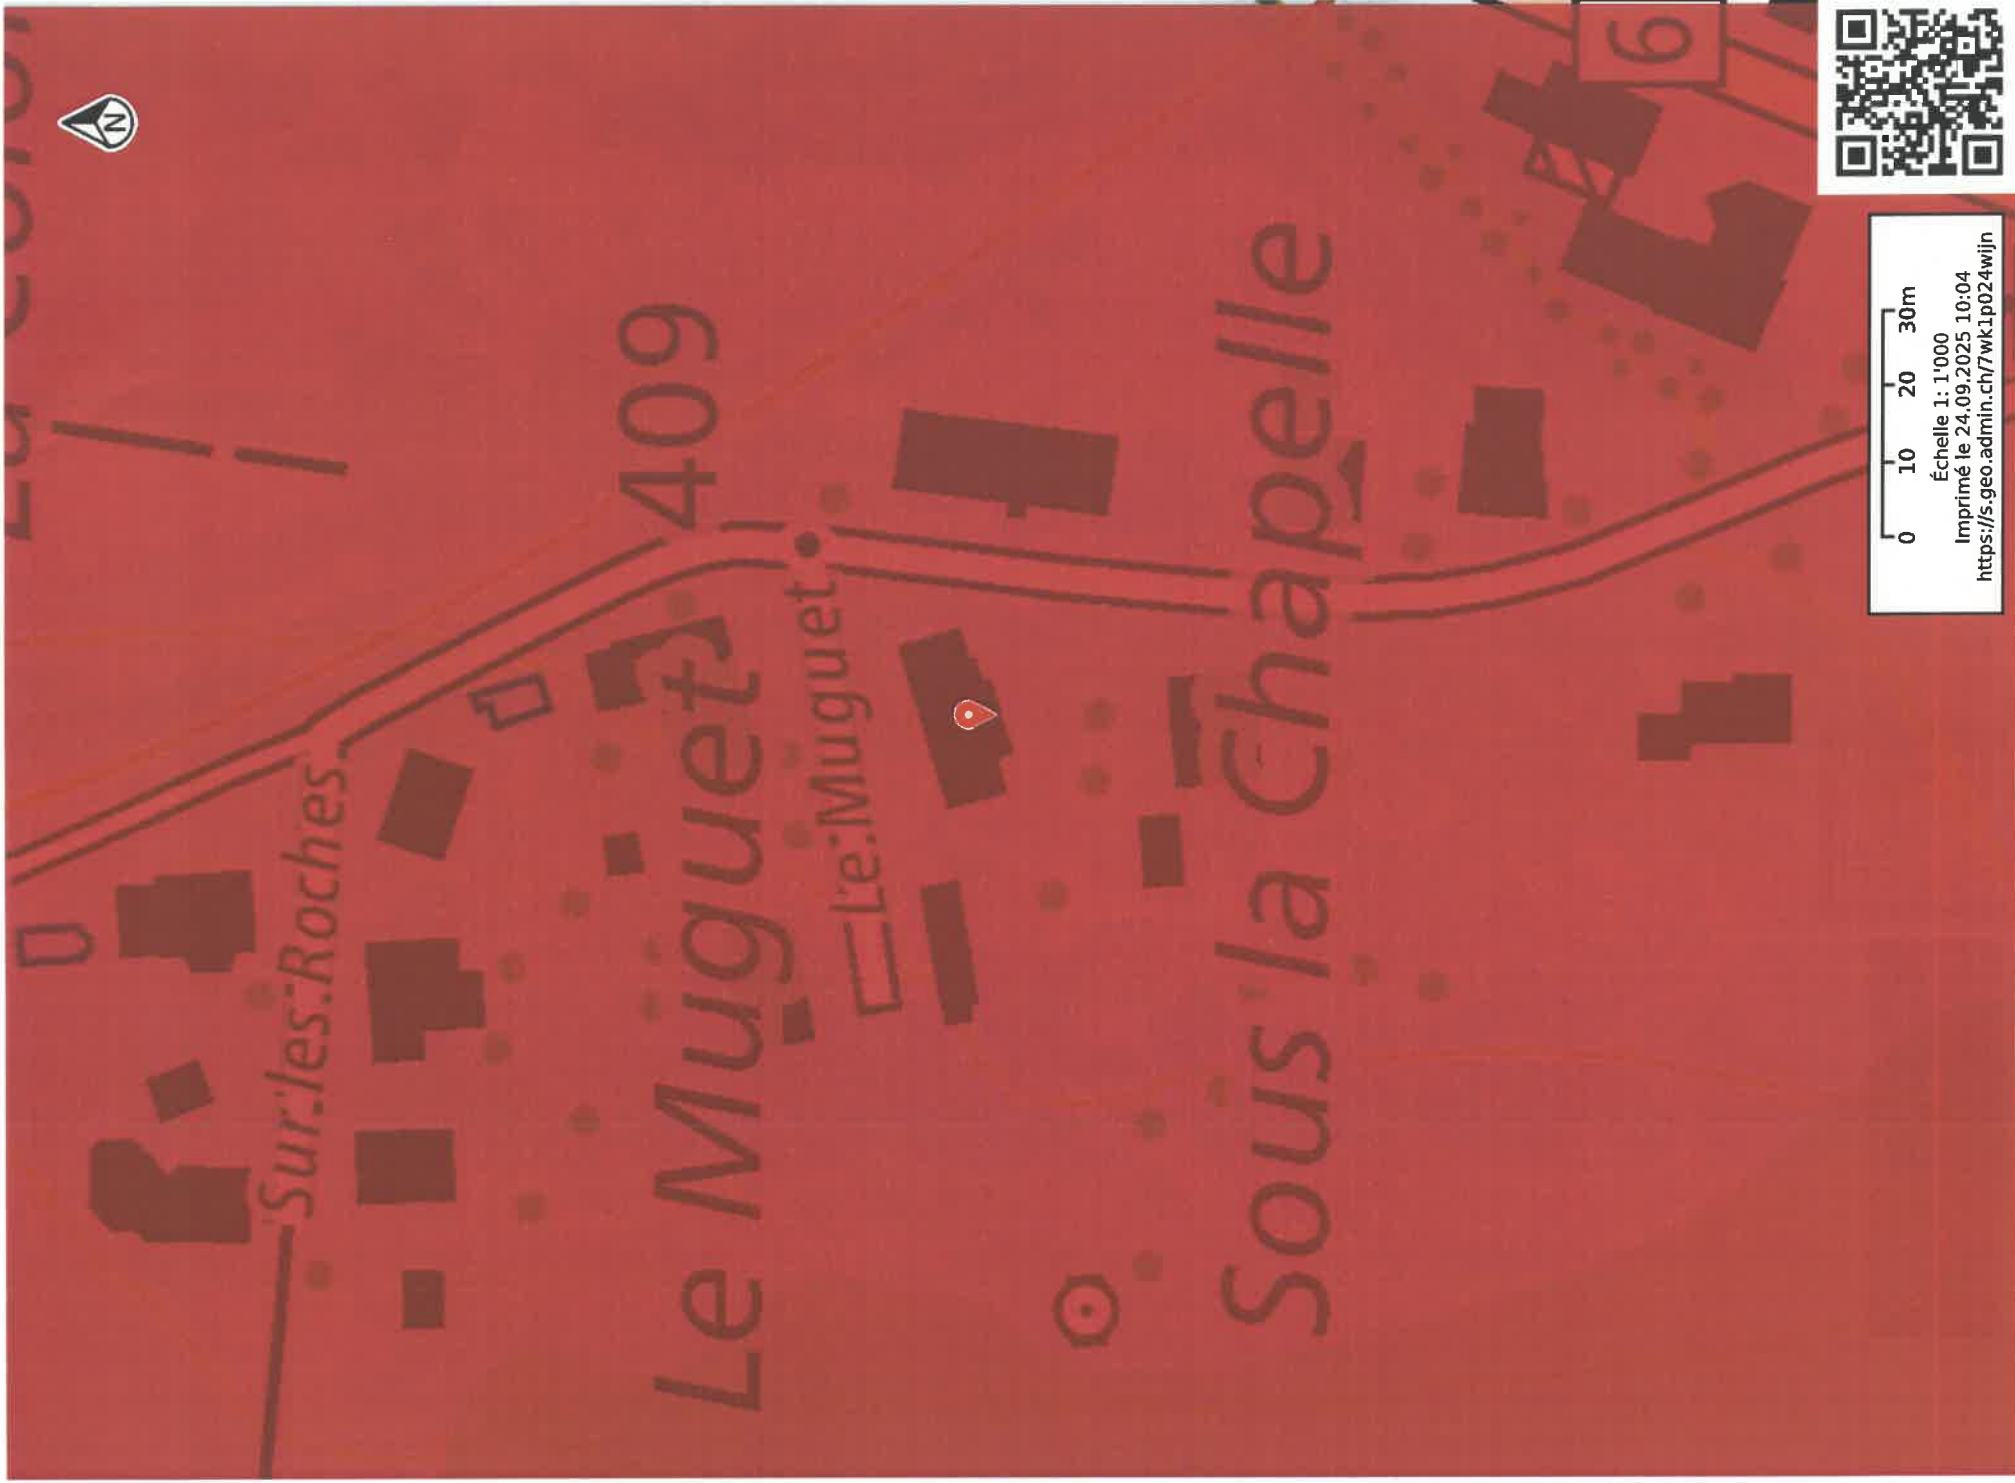 409
Sur les Roches
Le Muguet
Le Muguet
Sous la Chapelle
6
N
0 10 20 30m
Échelle 1: 1'000
Imprimé le 24.09.2025 10:04
https://s.geo.admin.ch/7wk1p024wijn